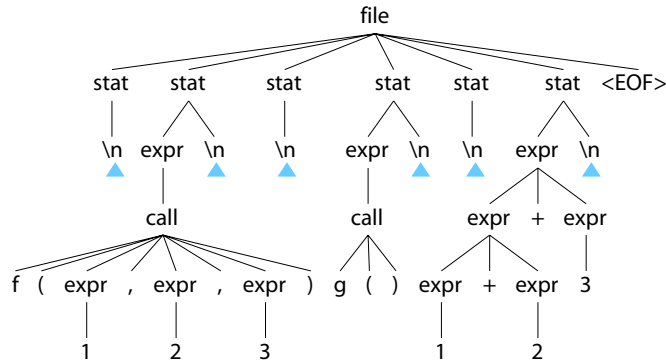 file
stat stat stat stat stat stat <EOF>
\n expr \n \n expr \n \n expr \n
call call expr + expr
f ( expr , expr , expr ) g ( ) expr + expr 3
1 2 3 1 2